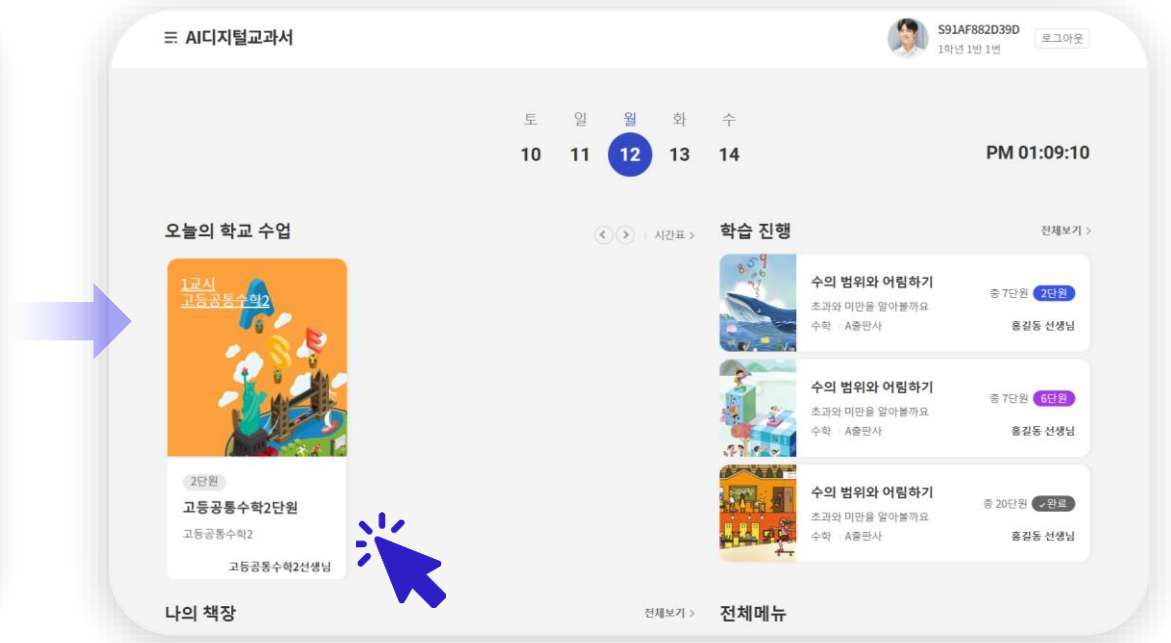 AI디지털교과서
S91AF882D39D
1학년 1반 1번
로그아웃
토 일 월 화 수
10 11 12 13 14
PM 01:09:10
오늘의 학교 수업
시간표 >
1교시
고등공통수학2
2단원
고등공통수학2단원
고등공통수학2
고등공통수학2선생님
학습 진행
전체보기 >
수의 범위와 어림하기
초과와 미만을 알아볼까요
수학 A출판사
총 7단원 2단원
홍길동 선생님
수의 범위와 어림하기
초과와 미만을 알아볼까요
수학 A출판사
총 7단원 6단원
홍길동 선생님
수의 범위와 어림하기
초과와 미만을 알아볼까요
수학 A출판사
총 20단원 ✓완료
홍길동 선생님
나의 책장
전체보기 >
전체메뉴